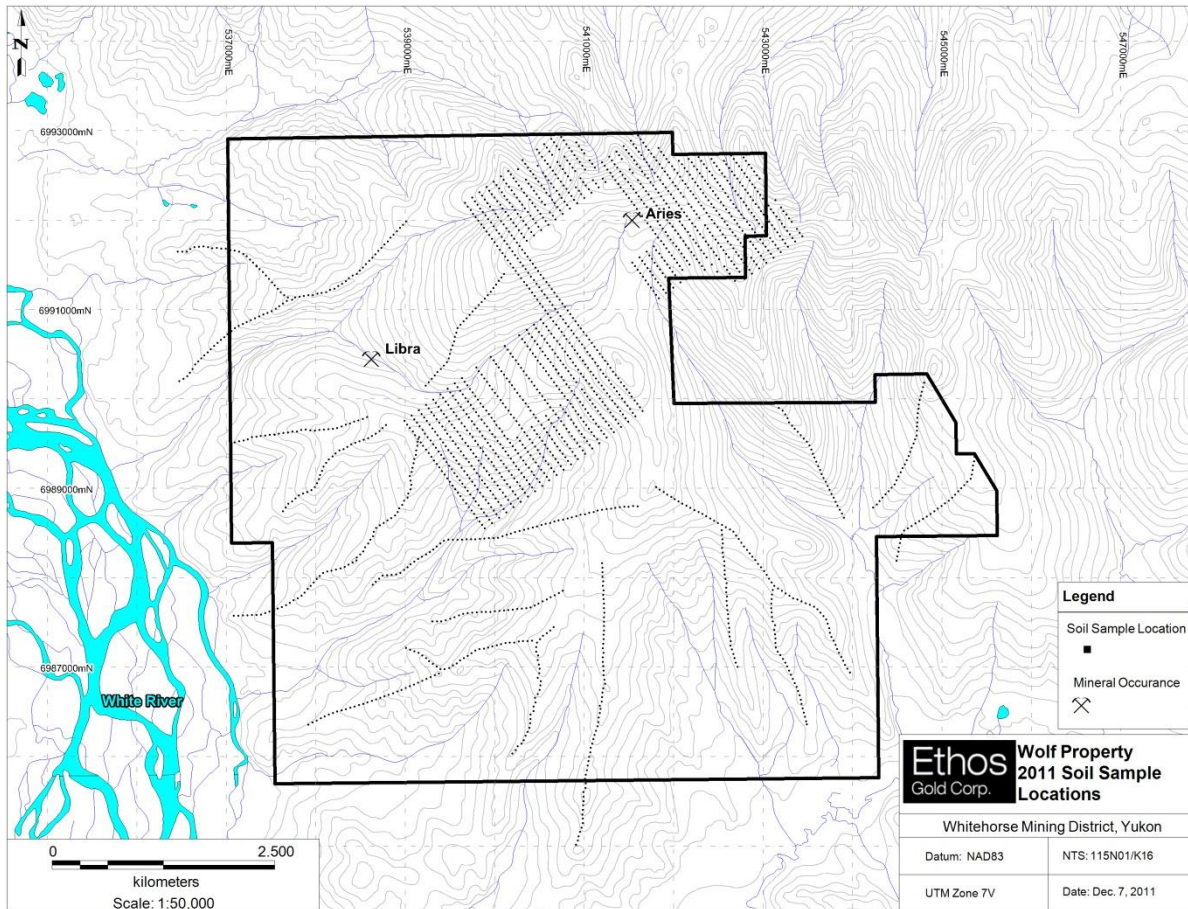 N
537000mE
539000mE
541000mE
543000mE
545000mE
547000mE
6993000mN
Aries
6991000mN
Libra
6989000mN
6987000mN
White River
Legend
Soil Sample Location
Mineral Occurance
Ethos
Gold Corp.
Wolf Property
2011 Soil Sample
Locations
Whitehorse Mining District, Yukon
Datum: NAD83
NTS: 115N01/K16
UTM Zone 7V
Date: Dec. 7, 2011
0 2.500
kilometers
Scale: 1:50,000